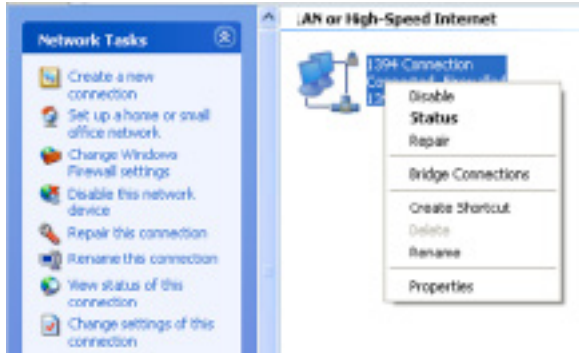 Network Tasks
Create a new
connection
Set up a home or small
office network
Change Windows
Firewall settings
Disable this network
device
Repair this connection
Rename this connection
View status of this
connection
Change settings of this
connection
LAN or High-Speed Internet
1394 Connection
Connected, Firewalled
Disable
Status
Repair
Bridge Connections
Create Shortcut
Delete
Rename
Properties